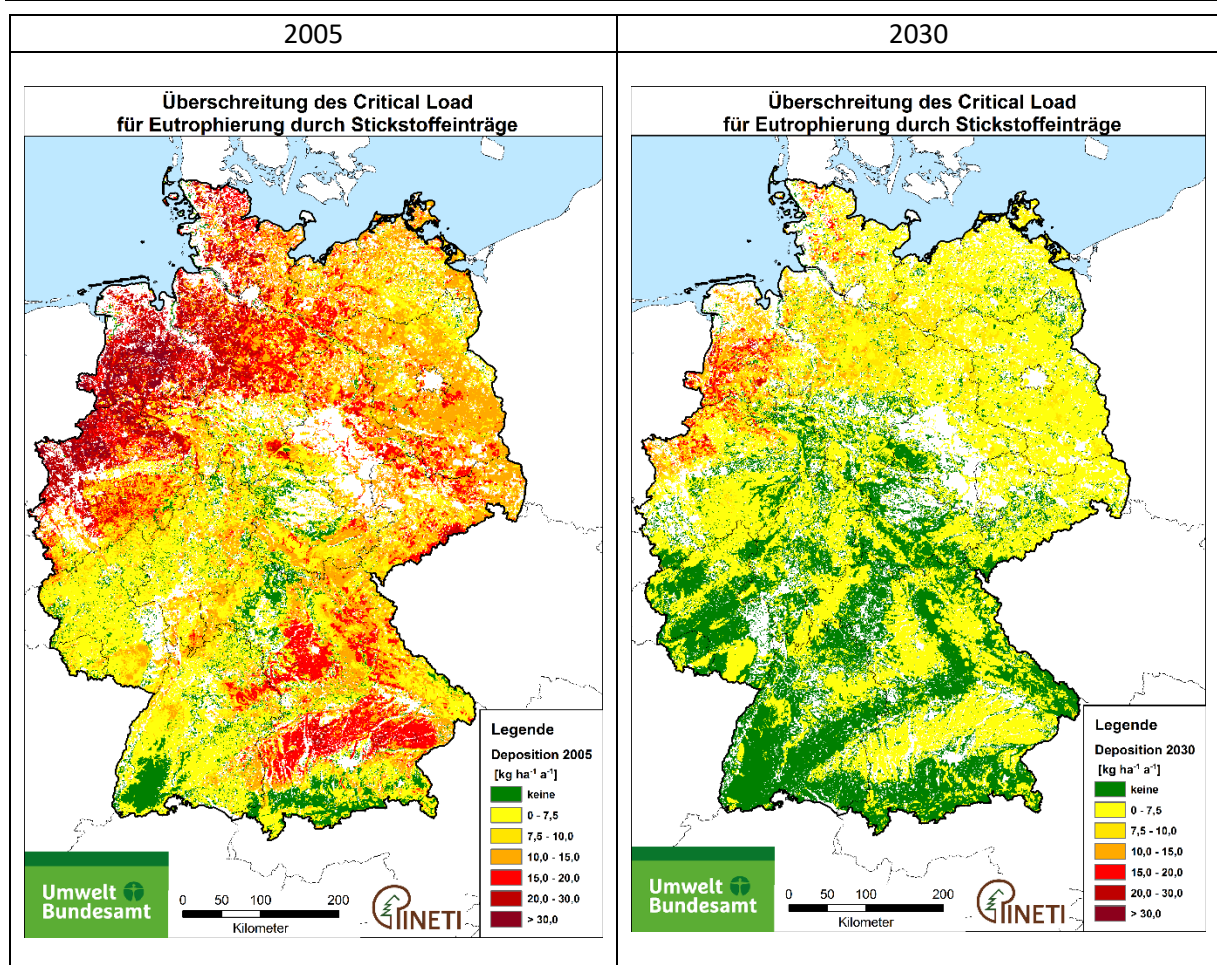 2005
2030
Überschreitung des Critical Load
für Eutrophierung durch Stickstoffeinträge
Legende
Deposition 2005
[kg ha⁻¹ a⁻¹]
keine
0 - 7,5
7,5 - 10,0
10,0 - 15,0
15,0 - 20,0
20,0 - 30,0
> 30,0
Umwelt
Bundesamt
0 50 100 200
Kilometer
PINETI
Überschreitung des Critical Load
für Eutrophierung durch Stickstoffeinträge
Legende
Deposition 2030
[kg ha⁻¹ a⁻¹]
keine
0 - 7,5
7,5 - 10,0
10,0 - 15,0
15,0 - 20,0
20,0 - 30,0
> 30,0
Umwelt
Bundesamt
0 50 100 200
Kilometer
PINETI